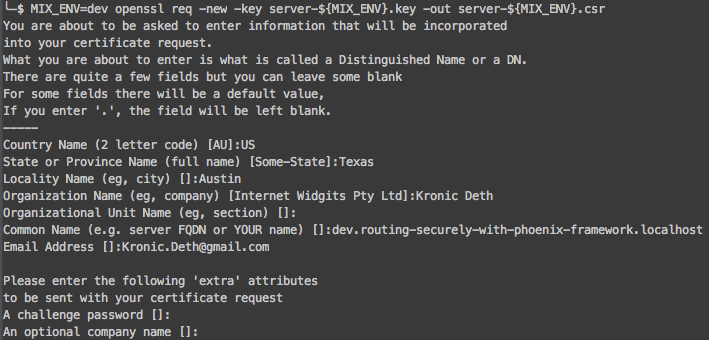 ╰─$ MIX_ENV=dev openssl req -new -key server-${MIX_ENV}.key -out server-${MIX_ENV}.csr
You are about to be asked to enter information that will be incorporated
into your certificate request.
What you are about to enter is what is called a Distinguished Name or a DN.
There are quite a few fields but you can leave some blank
For some fields there will be a default value,
If you enter '.', the field will be left blank.
-----
Country Name (2 letter code) [AU]:US
State or Province Name (full name) [Some-State]:Texas
Locality Name (eg, city) []:Austin
Organization Name (eg, company) [Internet Widgits Pty Ltd]:Kronic Deth
Organizational Unit Name (eg, section) []:
Common Name (e.g. server FQDN or YOUR name) []:dev.routing-securely-with-phoenix-framework.localhost
Email Address []:Kronic.Deth@gmail.com

Please enter the following 'extra' attributes
to be sent with your certificate request
A challenge password []:
An optional company name []: